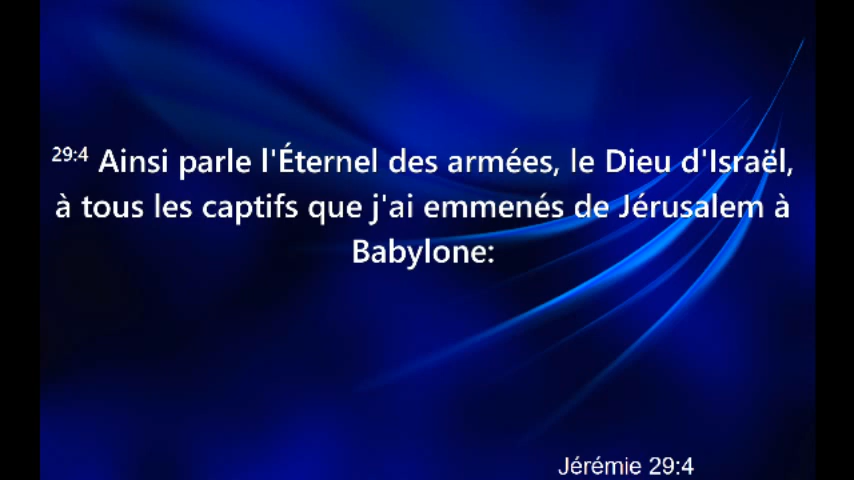 29:4 Ainsi parle l'Éternel des armées, le Dieu d'Israël,
à tous les captifs que j'ai emmenés de Jérusalem à
Babylone:
Jérémie 29:4